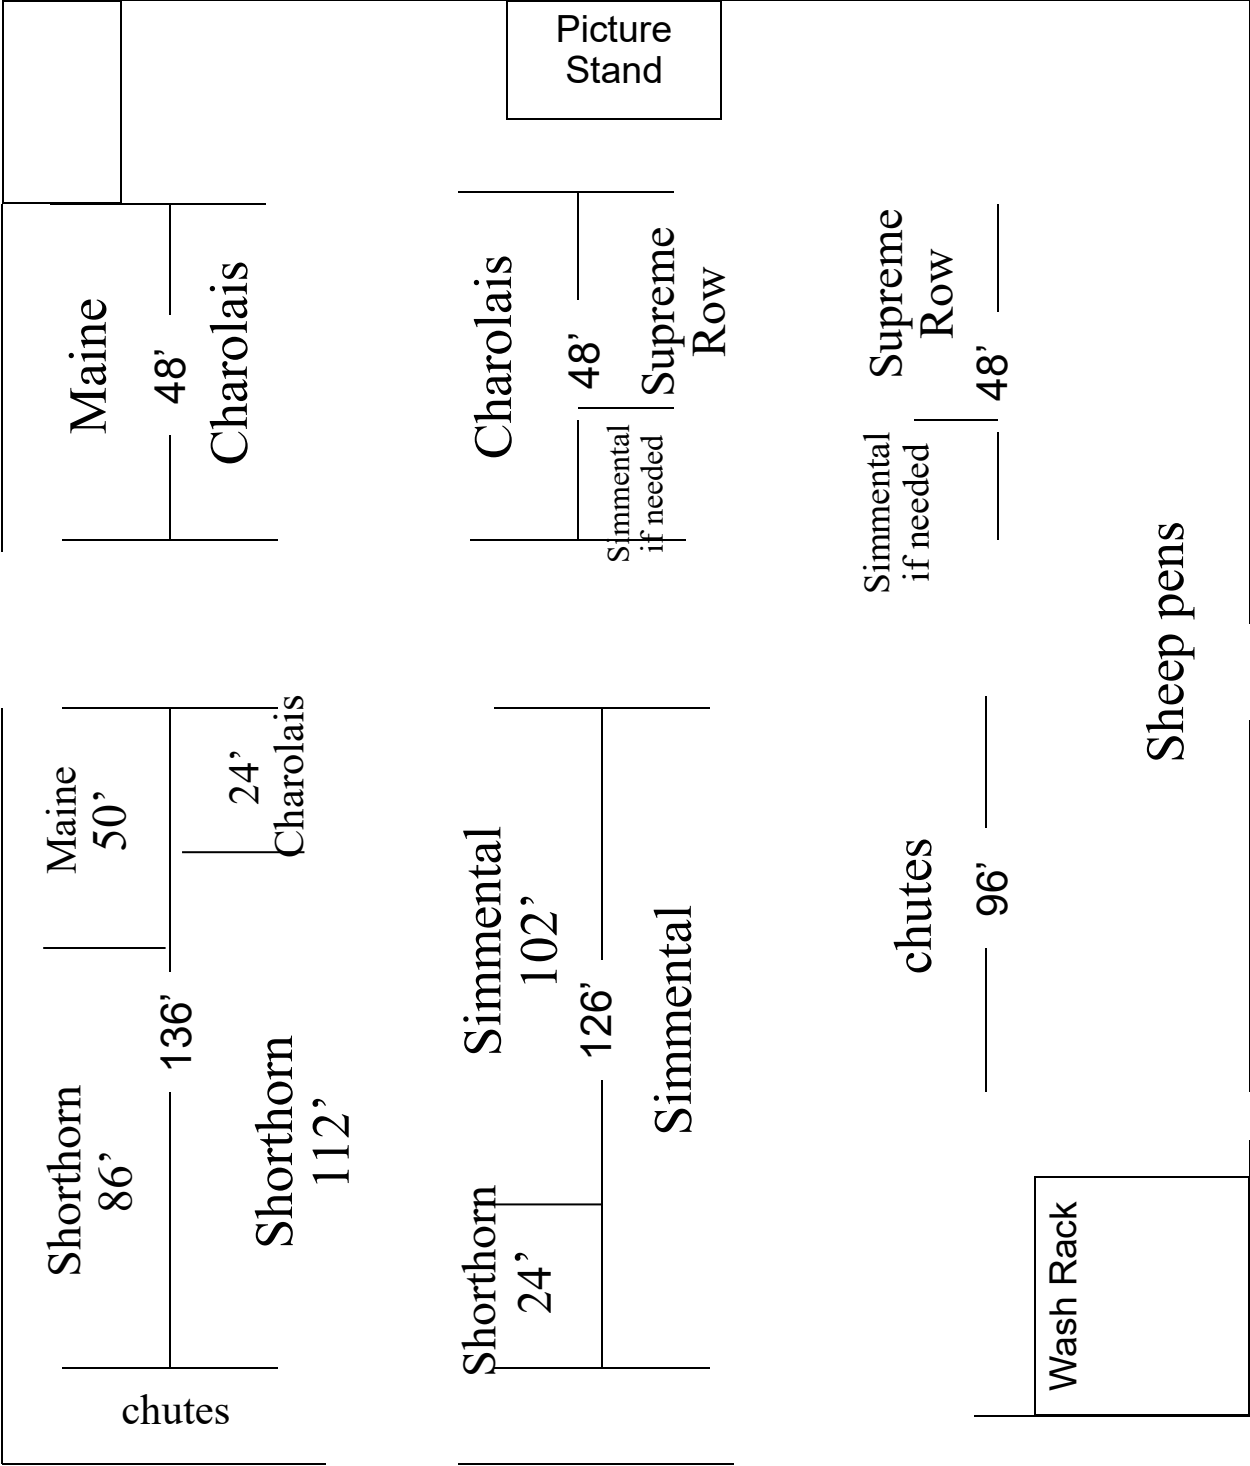 Picture
Stand
Maine
48’
Charolais
Charolais
48’
Supreme
Row
Simmental
if needed
Supreme
Row
48’
Simmental
if needed
Sheep pens
Maine
50’
24’
Charolais
136’
Shorthorn
86’
Shorthorn
112’
Simmental
102’
126’
Simmental
Shorthorn
24’
chutes
96’
Wash Rack
chutes